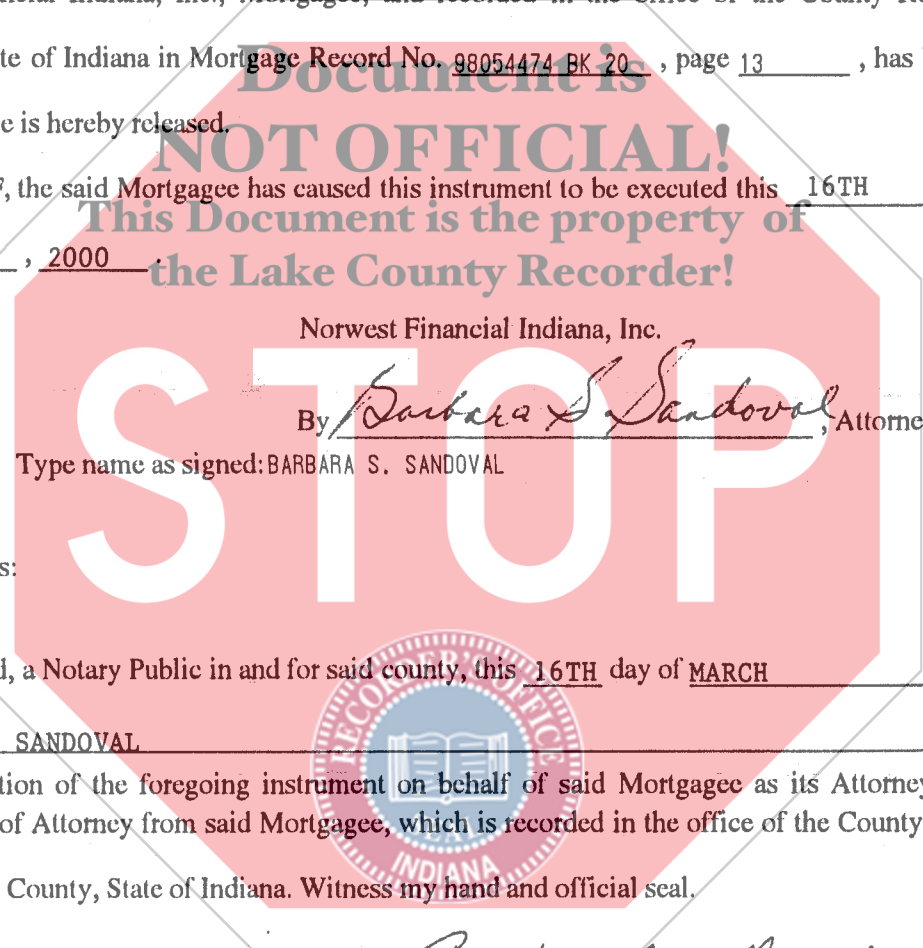 te of Indiana in Mortgage Record No. 98054474 BK 20 , page 13 , has
Document is
e is hereby released.
NOT OFFICIAL!
, the said Mortgagee has caused this instrument to be executed this 16TH
This Document is the property of
, 2000 .
the Lake County Recorder!
Norwest Financial Indiana, Inc.
STOP
By Barbara S Sandoval , Attorne
Type name as signed: BARBARA S. SANDOVAL
s:
d, a Notary Public in and for said county, this 16TH day of MARCH
RECORDER'S OFFICE
SANDOVAL
tion of the foregoing instrument on behalf of said Mortgagee as its Attorney
of Attorney from said Mortgagee, which is recorded in the office of the County
SEAL
INDIANA
County, State of Indiana. Witness my hand and official seal.